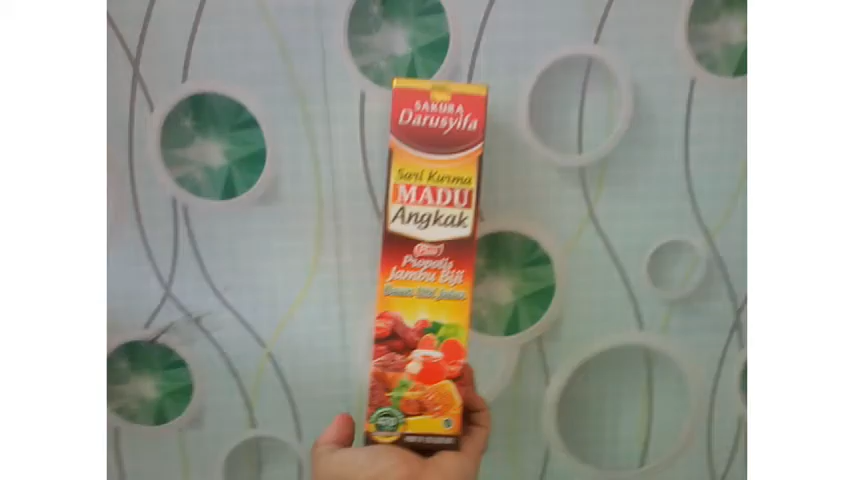 SAKURA
Darusyifa
Sari Kurma
MADU
Angkak
Plus
Propolis
Jambu Biji